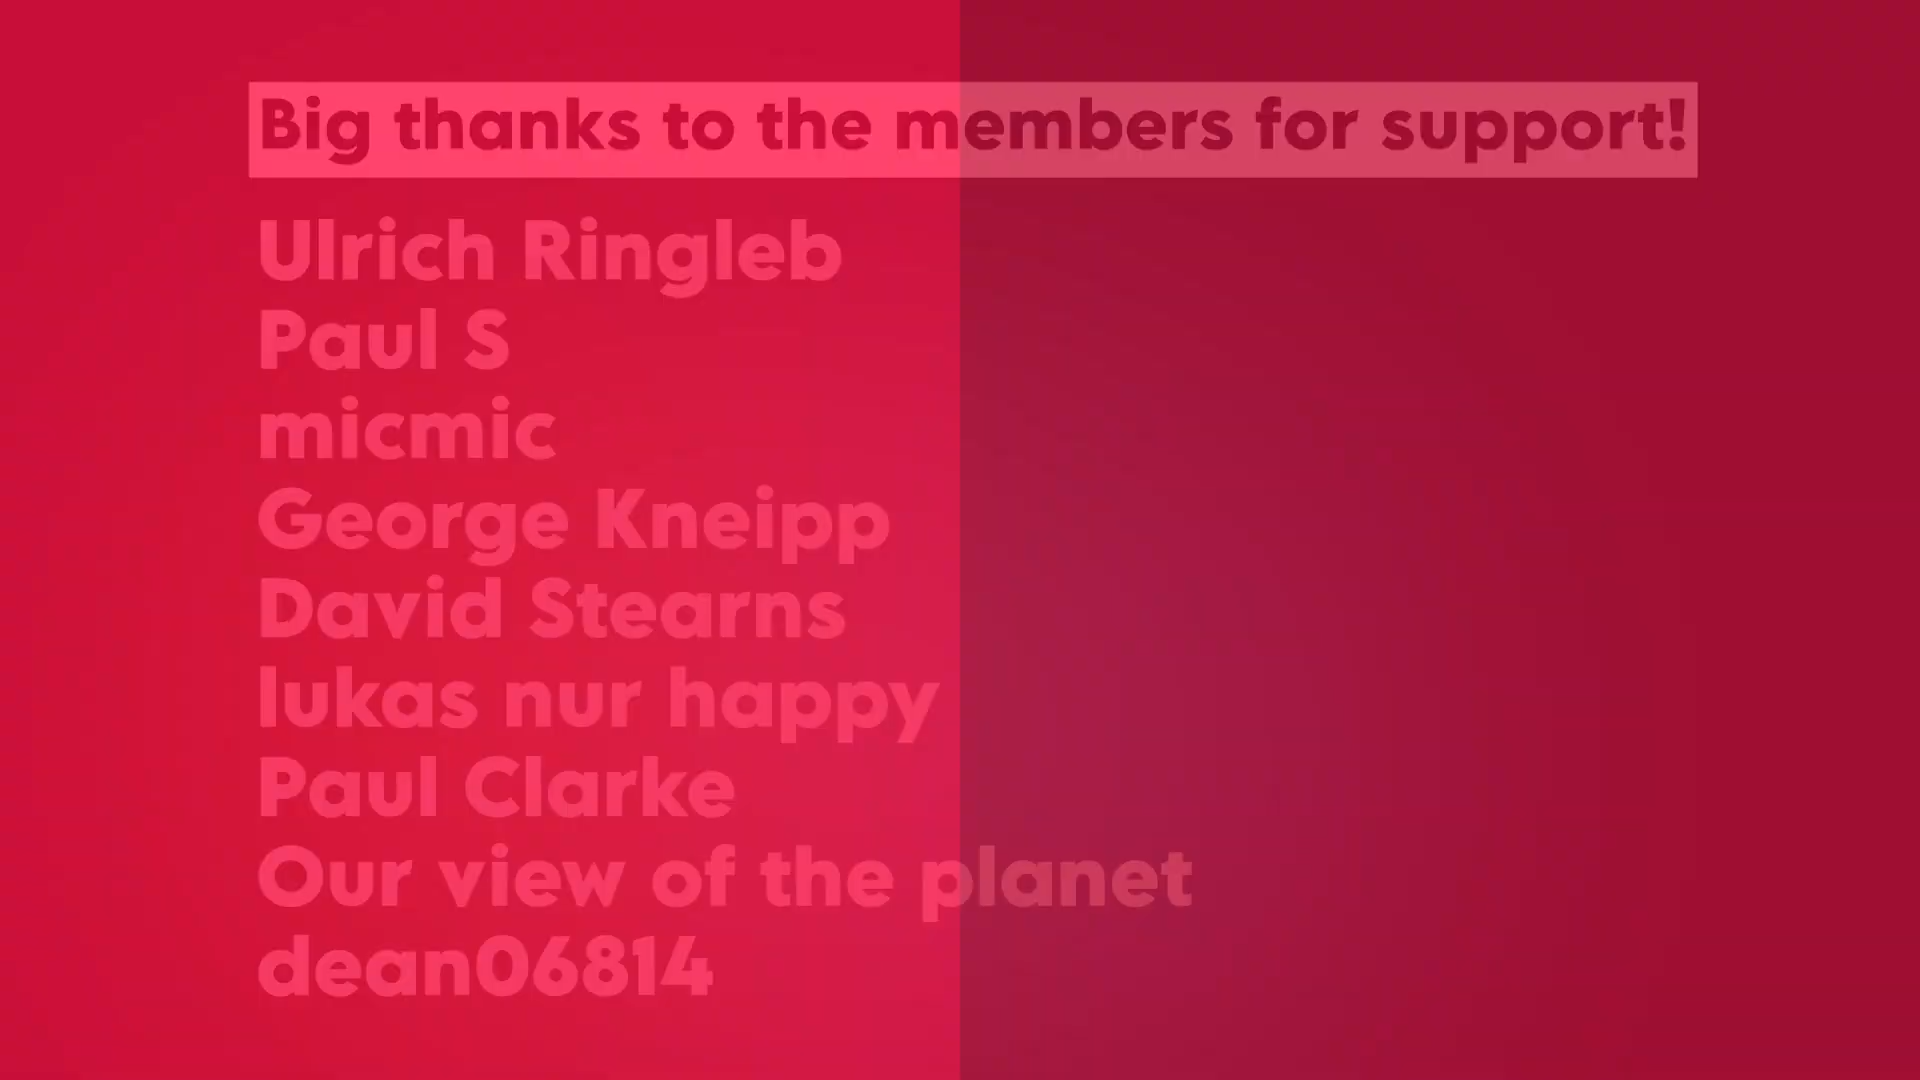 Big thanks to the members for support!
Ulrich Ringleb
Paul S
micmic
George Kneipp
David Stearns
lukas nur happy
Paul Clarke
Our view of the planet
dean06814